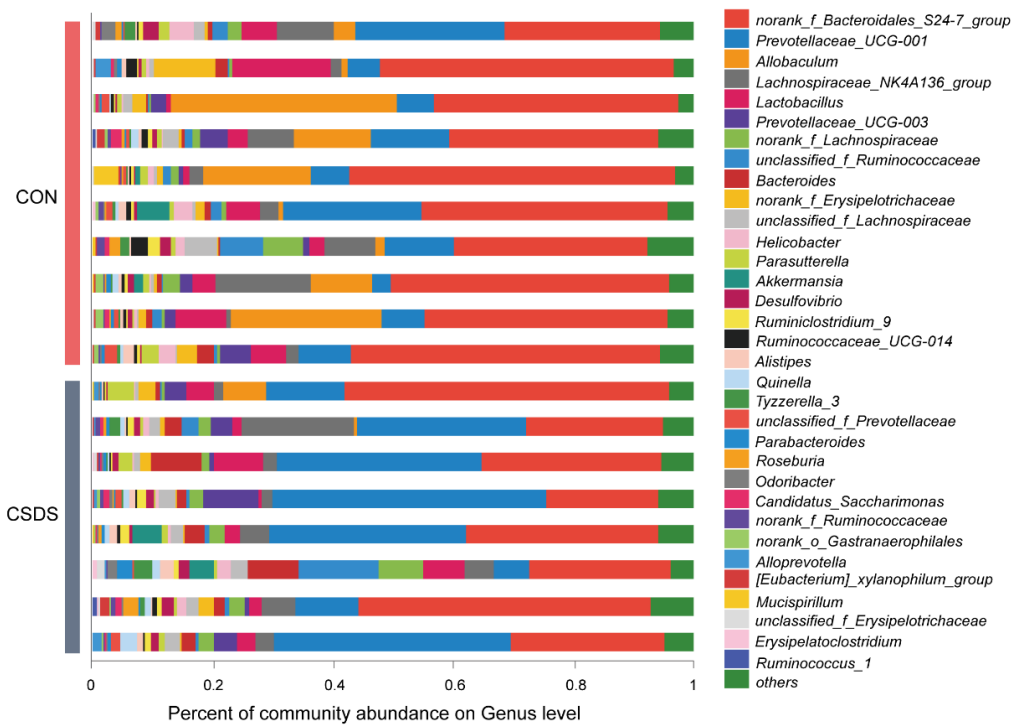 CON
CSDS
0
0.2
0.4
0.6
0.8
1
Percent of community abundance on Genus level
norank_f_Bacteroidales_S24-7_group
Prevotellaceae_UCG-001
Allobaculum
Lachnospiraceae_NK4A136_group
Lactobacillus
Prevotellaceae_UCG-003
norank_f_Lachnospiraceae
unclassified_f_Ruminococcaceae
Bacteroides
norank_f_Erysipelotrichaceae
unclassified_f_Lachnospiraceae
Helicobacter
Parasutterella
Akkermansia
Desulfovibrio
Ruminiclostridium_9
Ruminococcaceae_UCG-014
Alistipes
Quinella
Tyzzerella_3
unclassified_f_Prevotellaceae
Parabacteroides
Roseburia
Odoribacter
Candidatus_Saccharimonas
norank_f_Ruminococcaceae
norank_o_Gastranaerophilales
Alloprevotella
[Eubacterium]_xylanophilum_group
Mucispirillum
unclassified_f_Erysipelotrichaceae
Erysipelatoclostridium
Ruminococcus_1
others